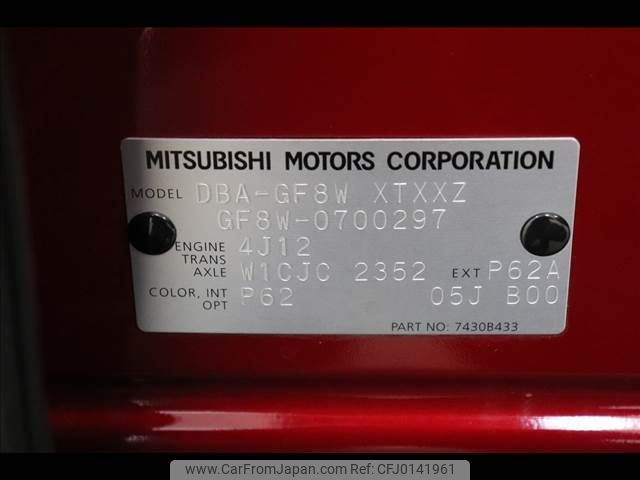 MITSUBISHI MOTORS CORPORATION
MODEL DBA-GF8W XTXXZ
GF8W-0700297
ENGINE 4J12
TRANS AXLE W1CJC 2352 EXT P62A
COLOR, INT OPT P62 05J B00
PART NO: 7430B433
www.CarFromJapan.com Ref:CFJ0141961